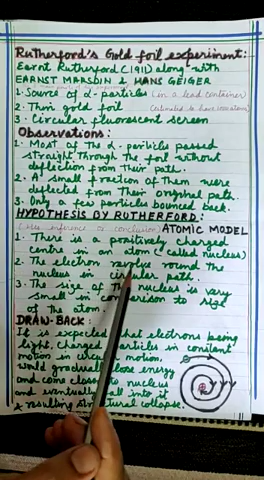 Rutherford's Gold foil experiment:
Earnt Rutherford (1911) along with
EARNST MARSDIN & HANS GEIGER
1. Source of α-particles (in a lead container)
2. Thin gold foil
3. Circular fluorescent screen
Observations:
1. Most of the α-particles passed
straight through the foil without
deflection from their path.
2. A small fraction of them were
deflected from their original path.
3. Only a few particles bounced back.
HYPOTHESIS BY RUTHERFORD:
inference or conclusion) ATOMIC MODEL
1. There is a positively charged
centre in an atom (called nucleus)
2. The electron revolve round the
nucleus in circular path.
3. The size of the nucleus is very
small in comparison to size
of the atom.
DRAW-BACK:
It is expected that electrons being
light, charged particles in constant
motion in circular motion.
would gradually lose energy
and come closer to nucleus
and eventually fall into it
resulting structural collapse.